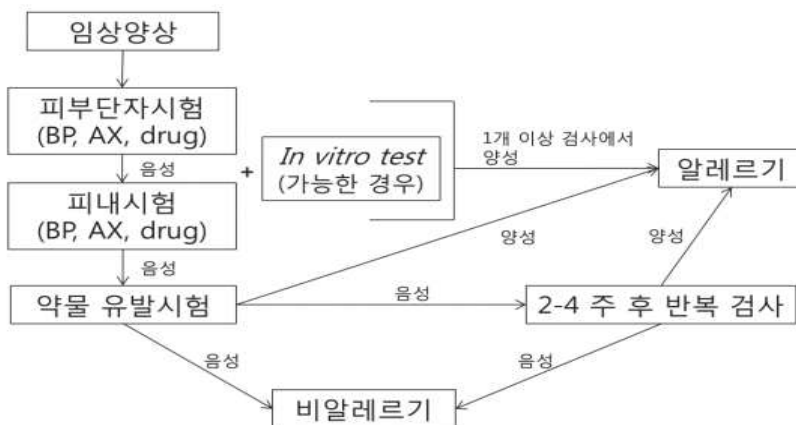 임상양상
피부단자시험
(BP, AX, drug)
음성
+
In vitro test
(가능한 경우)
1개 이상 검사에서
양성
알레르기
피내시험
(BP, AX, drug)
양성
양성
음성
약물 유발시험
음성
2-4 주 후 반복 검사
음성
음성
비알레르기